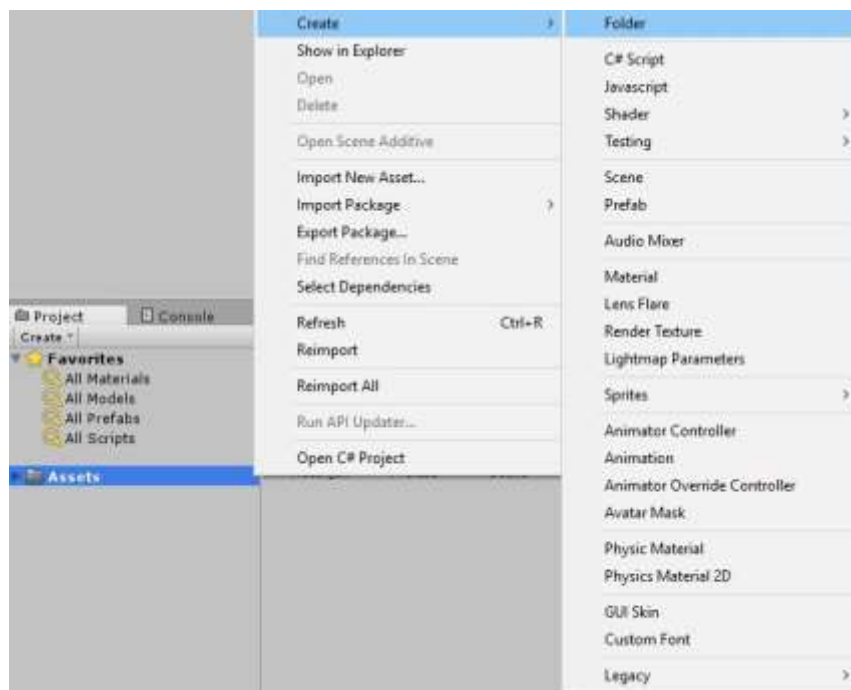 Create
Show in Explorer
Open
Delete
Open Scene Additive
Import New Asset...
Import Package
Export Package...
Find References In Scene
Select Dependencies
Refresh Ctrl+R
Reimport
Reimport All
Run API Updater...
Open C# Project
Folder
C# Script
Javascript
Shader
Testing
Scene
Prefab
Audio Mixer
Material
Lens Flare
Render Texture
Lightmap Parameters
Sprites
Animator Controller
Animation
Animator Override Controller
Avatar Mask
Physic Material
Physics Material 2D
GUI Skin
Custom Font
Legacy
Project Console
Create
Favorites
All Materials
All Models
All Prefabs
All Scripts
Assets